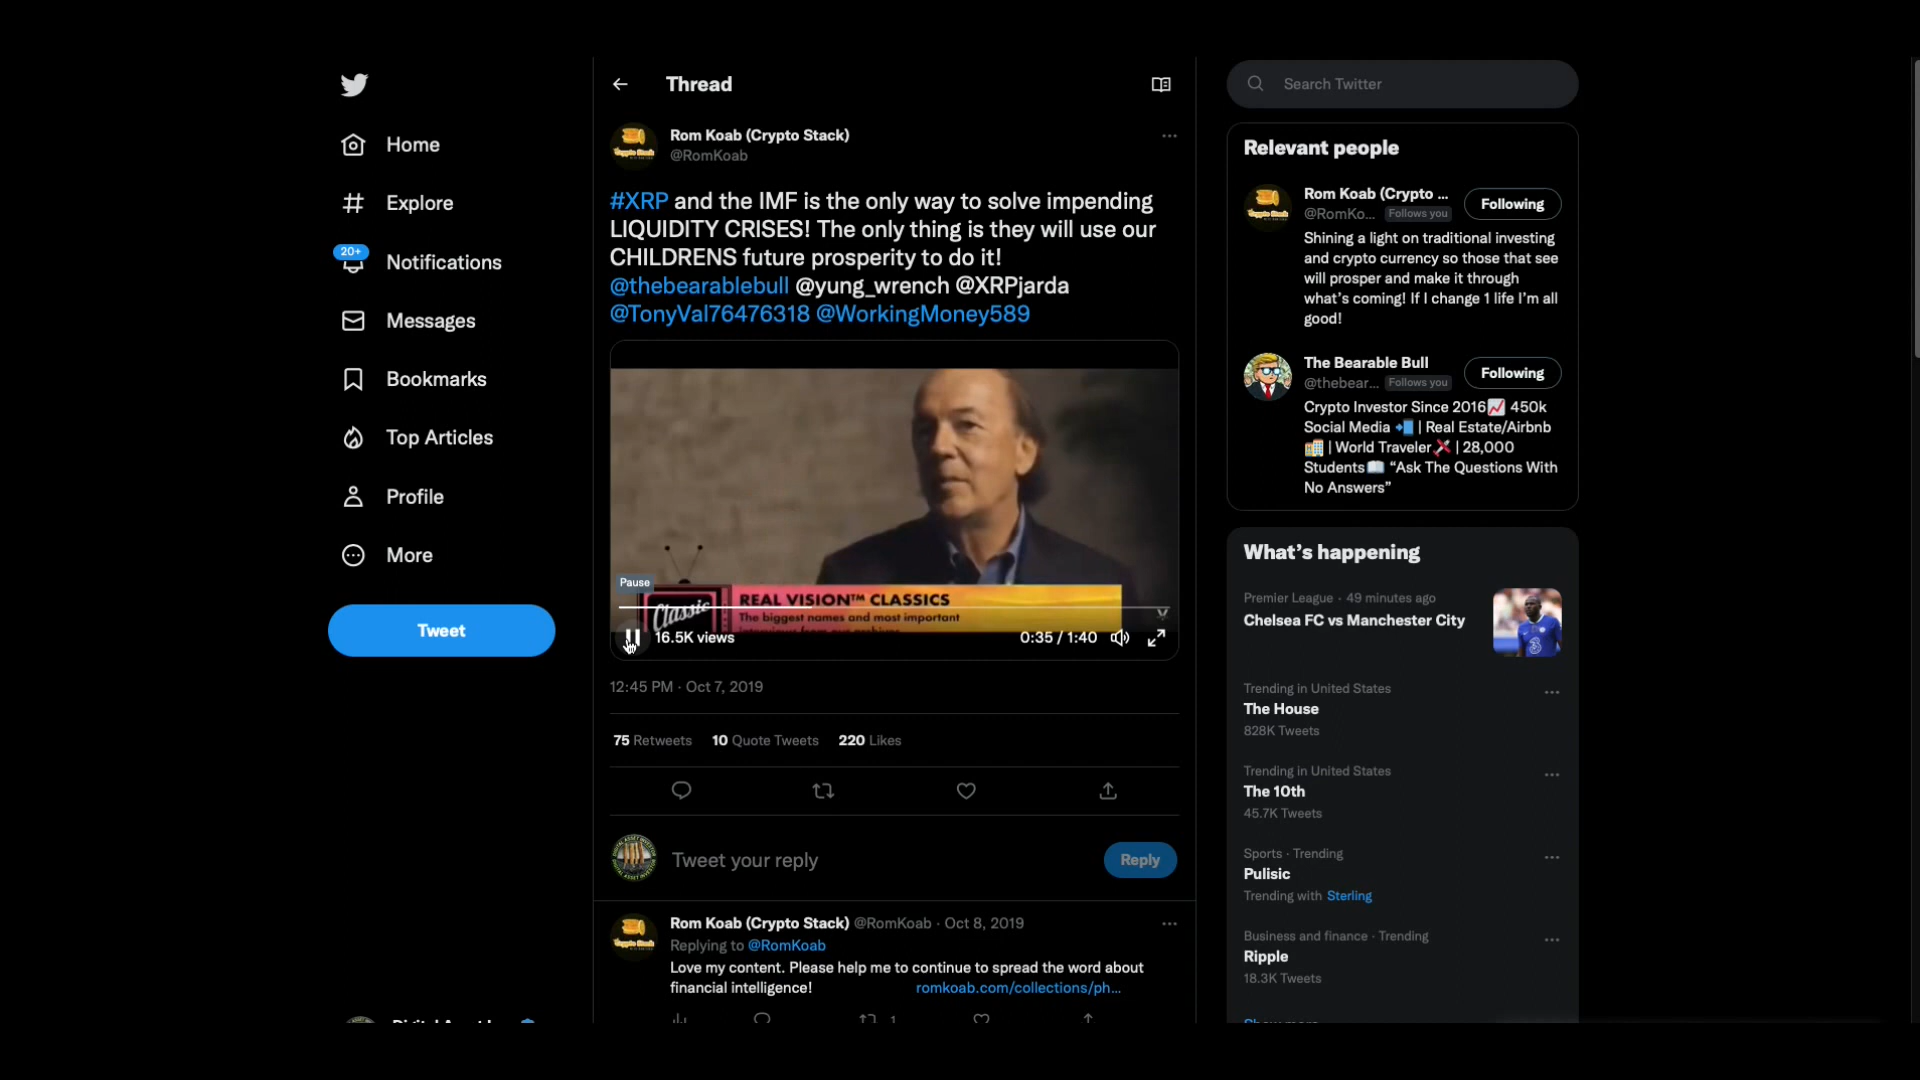 Home
Explore
20+
Notifications
Messages
Bookmarks
Top Articles
Profile
More
Tweet
Thread
Rom Koab (Crypto Stack)
@RomKoab
#XRP and the IMF is the only way to solve impending
LIQUIDITY CRISES! The only thing is they will use our
CHILDRENS future prosperity to do it!
@thebearablebull @yung_wrench @XRPjarda
@TonyVal76476318 @WorkingMoney589
Pause
Classic
REAL VISION™ CLASSICS
The biggest names and most important
16.5K views
0:35 / 1:40
12:45 PM · Oct 7, 2019
75 Retweets 10 Quote Tweets 220 Likes
Tweet your reply
Reply
Rom Koab (Crypto Stack) @RomKoab · Oct 8, 2019
Replying to @RomKoab
Love my content. Please help me to continue to spread the word about
financial intelligence! romkoab.com/collections/ph...
1
Search Twitter
Relevant people
Rom Koab (Crypto ...
Following
@RomKo... Follows you
Shining a light on traditional investing
and crypto currency so those that see
will prosper and make it through
what's coming! If I change 1 life I'm all
good!
The Bearable Bull
Following
@thebear... Follows you
Crypto Investor Since 2016📈 450k
Social Media 📲 | Real Estate/Airbnb
🏨 | World Traveler✈ | 28,000
Students📖 “Ask The Questions With
No Answers”
What's happening
Premier League · 49 minutes ago
Chelsea FC vs Manchester City
Trending in United States
The House
828K Tweets
Trending in United States
The 10th
45.7K Tweets
Sports · Trending
Pulisic
Trending with Sterling
Business and finance · Trending
Ripple
18.3K Tweets